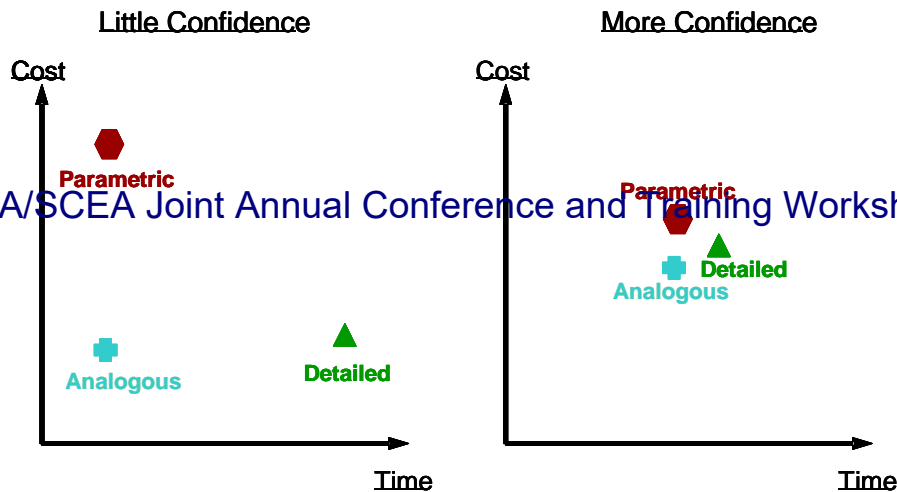 Little Confidence
More Confidence
Cost
Cost
Parametric
Parametric
A/SCEA Joint Annual Conference and Training Worksh
Detailed
Analogous
Analogous
Detailed
Time
Time